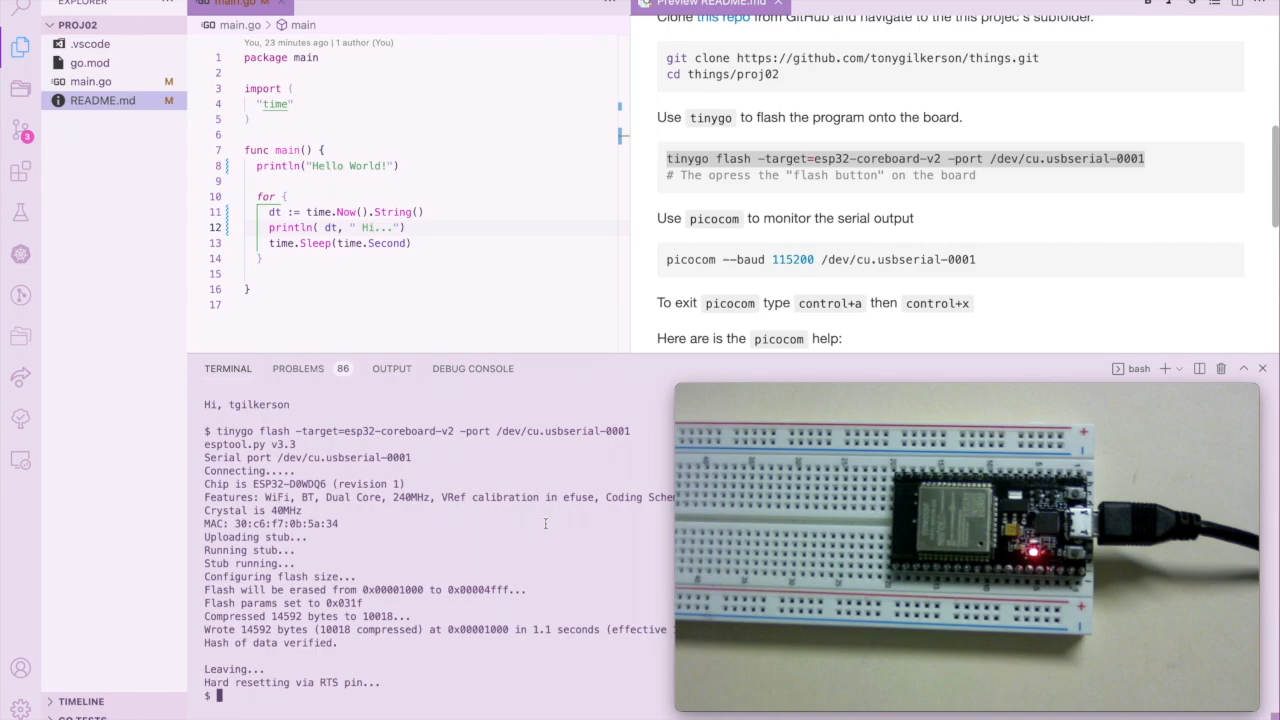 EXPLORER
PROJ02
.vscode
go.mod
main.go M
README.md M
3
TIMELINE
GO TESTS
main.go
main.go > main
You, 23 minutes ago | 1 author (You)
1 package main
2
3 import (
4 "time"
5 )
6
7 func main() {
8 println("Hello World!")
9
10 for {
11 dt := time.Now().String()
12 println( dt, " Hi...")
13 time.Sleep(time.Second)
14 }
15
16 }
17
Preview README.md
Clone this repo from GitHub and navigate to the this projec's subfolder.
git clone https://github.com/tonygilkerson/things.git
cd things/proj02
Use tinygo to flash the program onto the board.
tinygo flash -target=esp32-coreboard-v2 -port /dev/cu.usbserial-0001
# The opress the "flash button" on the board
Use picocom to monitor the serial output
picocom --baud 115200 /dev/cu.usbserial-0001
To exit picocom type control+a then control+x
Here are is the picocom help:
TERMINAL PROBLEMS 86 OUTPUT DEBUG CONSOLE
bash
Hi, tgilkerson
$ tinygo flash -target=esp32-coreboard-v2 -port /dev/cu.usbserial-0001
esptool.py v3.3
Serial port /dev/cu.usbserial-0001
Connecting.....
Chip is ESP32-D0WDQ6 (revision 1)
Features: WiFi, BT, Dual Core, 240MHz, VRef calibration in efuse, Coding Schem
Crystal is 40MHz
MAC: 30:c6:f7:0b:5a:34
Uploading stub...
Running stub...
Stub running...
Configuring flash size...
Flash will be erased from 0x00001000 to 0x00004fff...
Flash params set to 0x031f
Compressed 14592 bytes to 10018...
Wrote 14592 bytes (10018 compressed) at 0x00001000 in 1.1 seconds (effective
Hash of data verified.
Leaving...
Hard resetting via RTS pin...
$